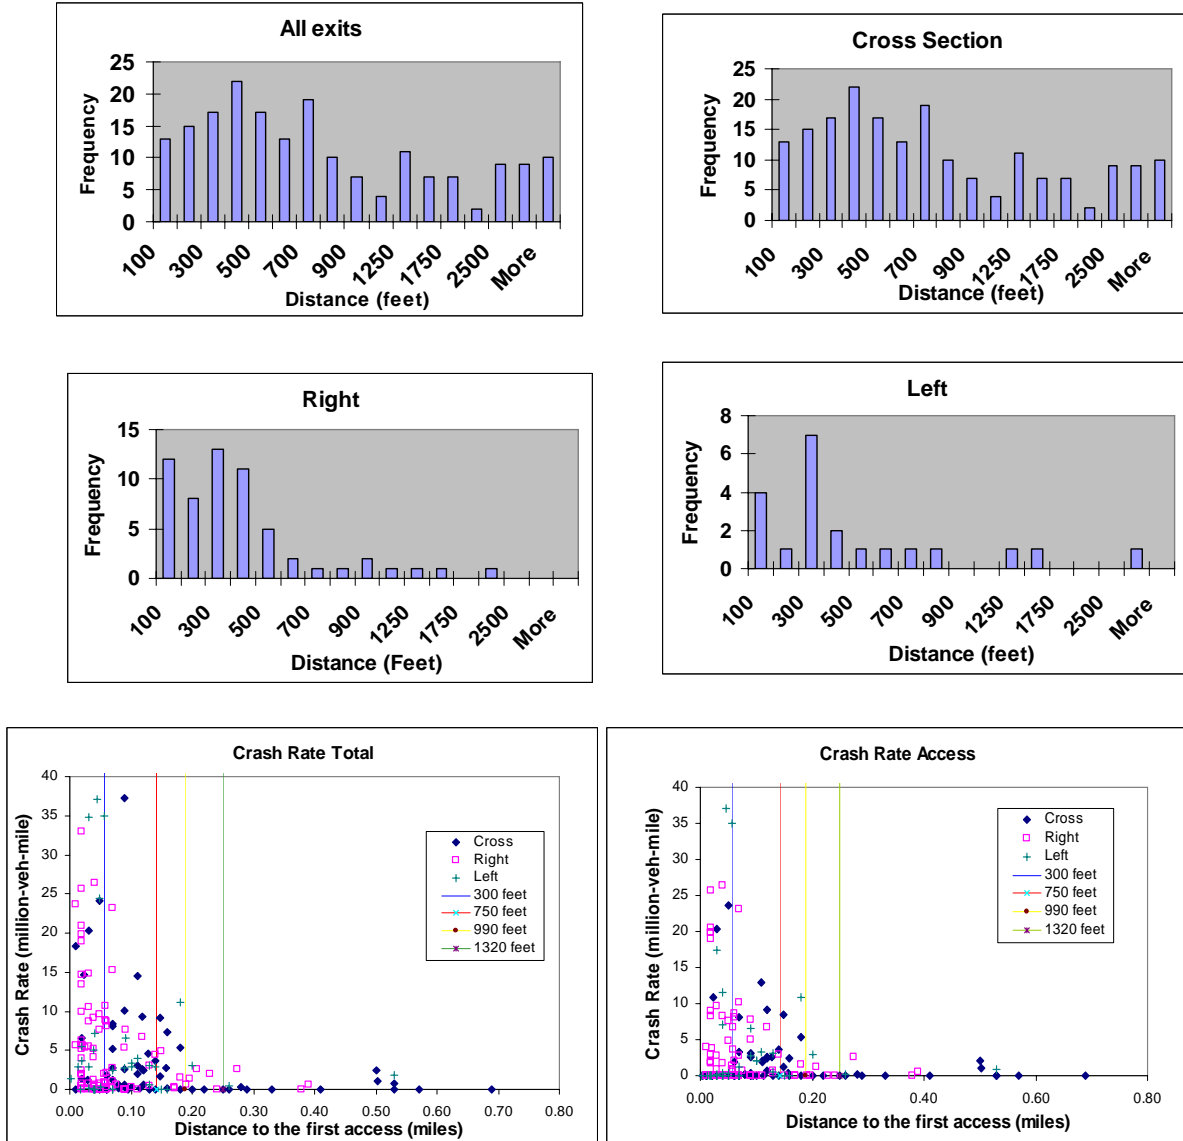 All exits
25
20
15
10
5
0
Frequency
100 300 500 700 900 1250 1750 2500 More
Distance (feet)
Cross Section
25
20
15
10
5
0
Frequency
100 300 500 700 900 1250 1750 2500 More
Distance (feet)
Right
15
10
5
0
Frequency
100 300 500 700 900 1250 1750 2500 More
Distance (Feet)
Left
8
6
4
2
0
Frequency
100 300 500 700 900 1250 1750 2500 More
Distance (feet)
Crash Rate Total
40
35
30
25
20
15
10
5
0
Crash Rate (million-veh-mile)
Cross
Right
Left
300 feet
750 feet
990 feet
1320 feet
0.00 0.10 0.20 0.30 0.40 0.50 0.60 0.70 0.80
Distance to the first access (miles)
Crash Rate Access
40
35
30
25
20
15
10
5
0
Crash Rate (million-veh-mile)
Cross
Right
Left
300 feet
750 feet
990 feet
1320 feet
0.00 0.20 0.40 0.60 0.80
Distance to the first access (miles)